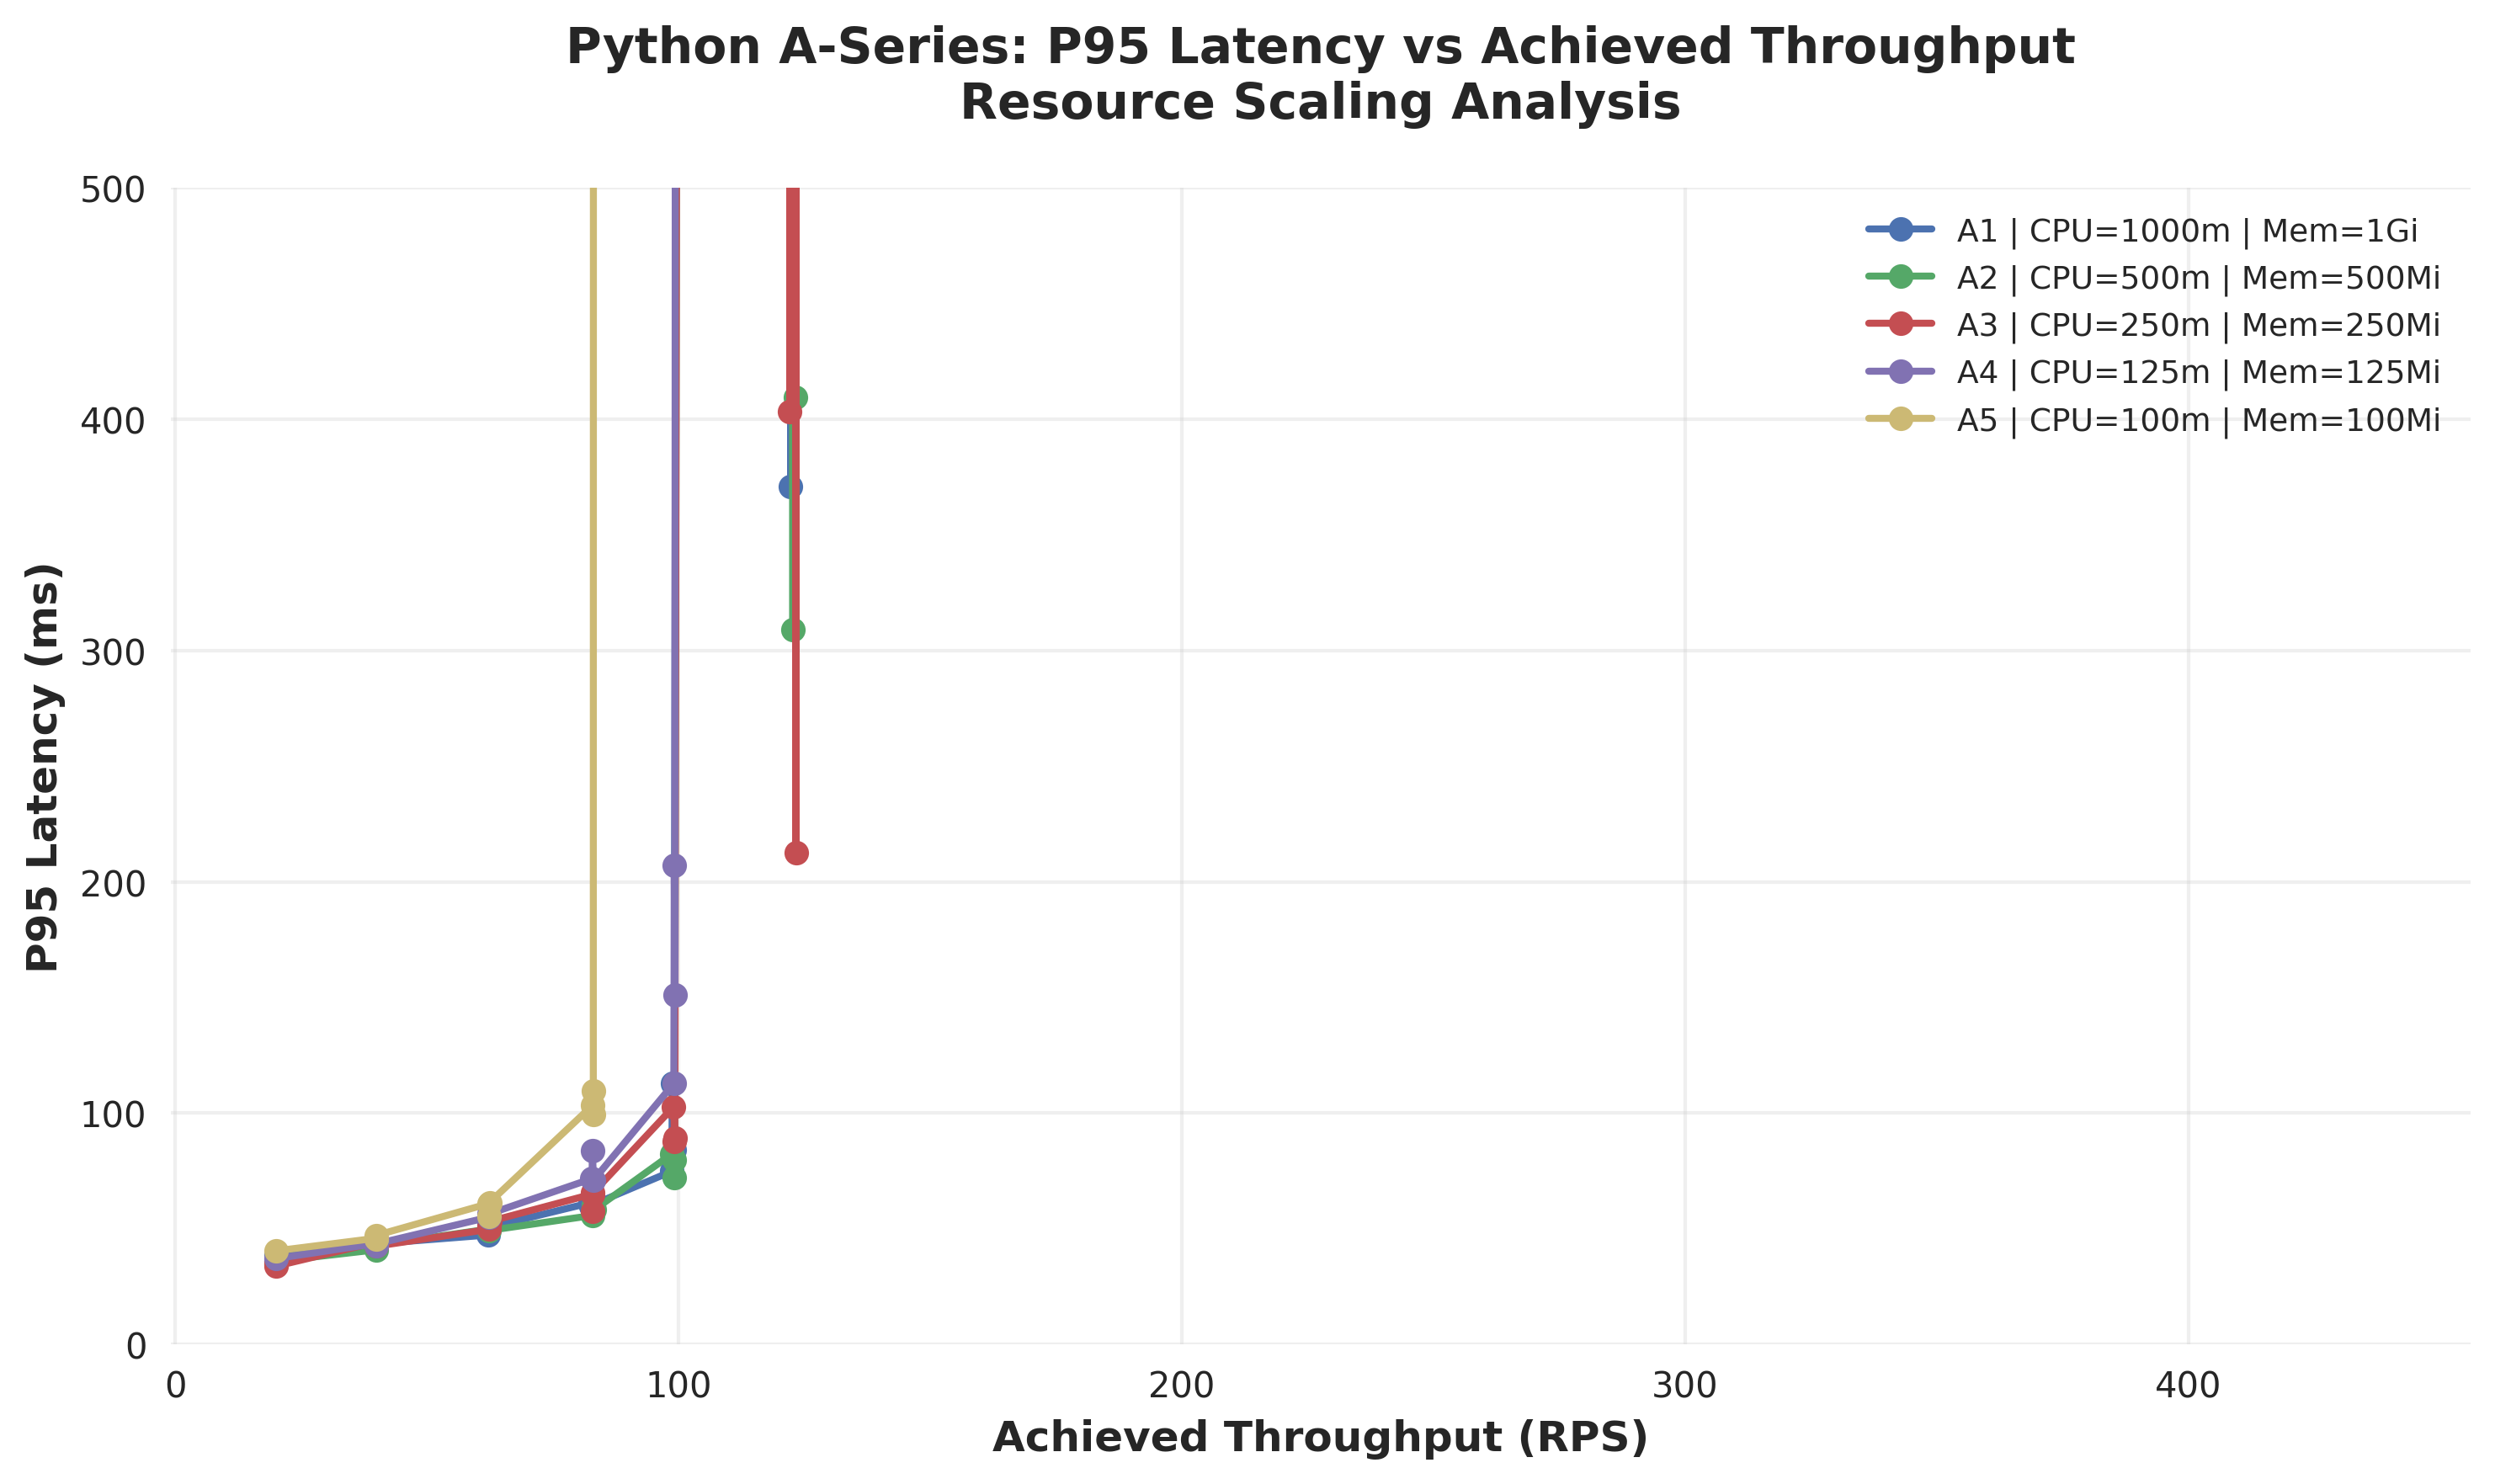 Python A-Series: P95 Latency vs Achieved Throughput
Resource Scaling Analysis
P95 Latency (ms)
500
400
300
200
100
0
A1 | CPU=1000m | Mem=1Gi
A2 | CPU=500m | Mem=500Mi
A3 | CPU=250m | Mem=250Mi
A4 | CPU=125m | Mem=125Mi
A5 | CPU=100m | Mem=100Mi
0 100 200 300 400
Achieved Throughput (RPS)